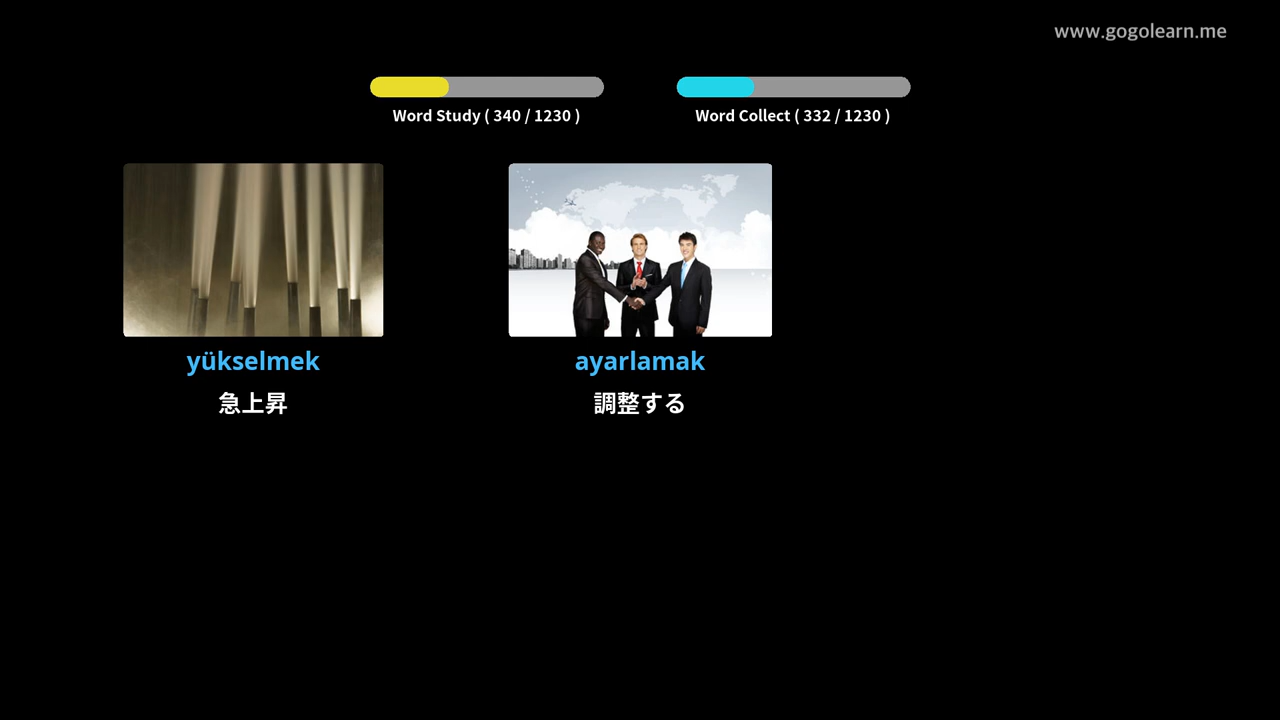 www.gogolearn.me
Word Study ( 340 / 1230 )
Word Collect ( 332 / 1230 )
yükselmek
急上昇
ayarlamak
調整する